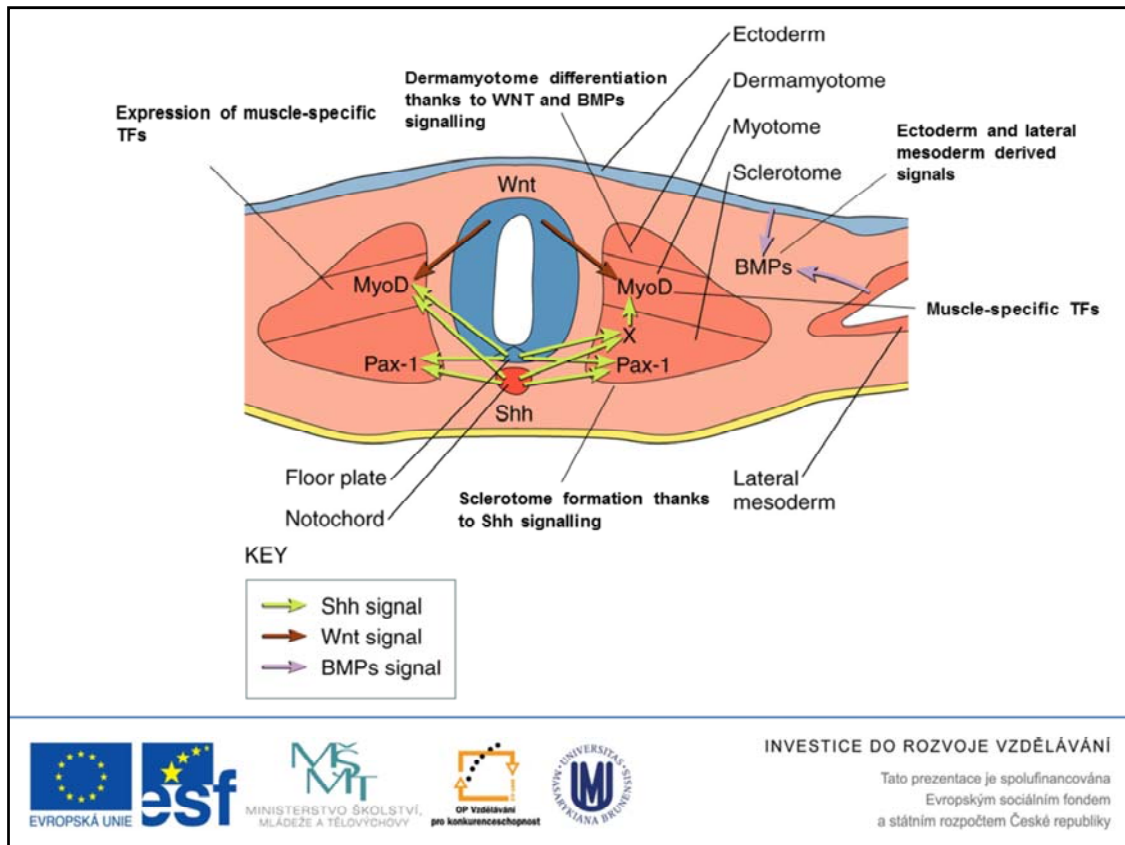 Ectoderm
Dermamyotome differentiation
thanks to WNT and BMPs
signalling
Dermamyotome
Expression of muscle-specific
TFs
Myotome
Ectoderm and lateral
mesoderm derived
signals
Sclerotome
Wnt
BMPs
MyoD
MyoD
Muscle-specific TFs
X
Pax-1
Pax-1
Shh
Floor plate
Notochord
Sclerotome formation thanks
to Shh signalling
Lateral
mesoderm
KEY
Shh signal
Wnt signal
BMPs signal
EVROPSKÁ UNIE
esf
MŠMT
MINISTERSTVO ŠKOLSTVÍ,
MLÁDEŽE A TĚLOVÝCHOVY
OP Vzdělávání
pro konkurenceschopnost
UNIVERSITAS
MASARYKIANA BRUNENSIS
INVESTICE DO ROZVOJE VZDĚLÁVÁNÍ
Tato prezentace je spolufinancována
Evropským sociálním fondem
a státním rozpočtem České republiky